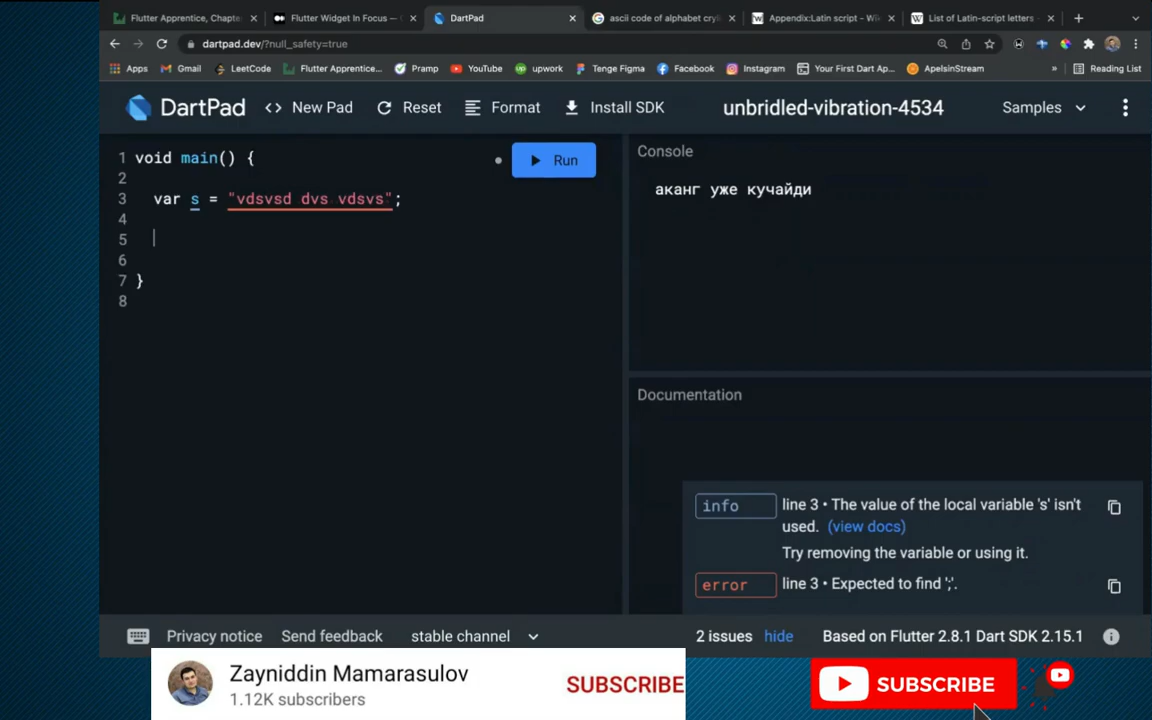 Flutter Apprentice, Chapte
Flutter Widget In Focus —
DartPad
ascii code of alphabet cryil
Appendix:Latin script - Wik
List of Latin-script letters -
dartpad.dev/?null_safety=true
Apps
Gmail
LeetCode
Flutter Apprentice...
Pramp
YouTube
upwork
Tenge Figma
Facebook
Instagram
Your First Dart Ap...
ApelsinStream
»
Reading List
DartPad
<> New Pad
Reset
Format
Install SDK
unbridled-vibration-4534
Samples
1 void main() {
2
3 var s = "vdsvsd dvs vdsvs";
4
5
6
7 }
8
Run
Console
аканг уже кучайди
Documentation
info
line 3 • The value of the local variable 's' isn't
used. (view docs)
Try removing the variable or using it.
error
line 3 • Expected to find ';'.
Privacy notice
Send feedback
stable channel
2 issues
hide
Based on Flutter 2.8.1 Dart SDK 2.15.1
Zayniddin Mamarasulov
1.12K subscribers
SUBSCRIBE
SUBSCRIBE